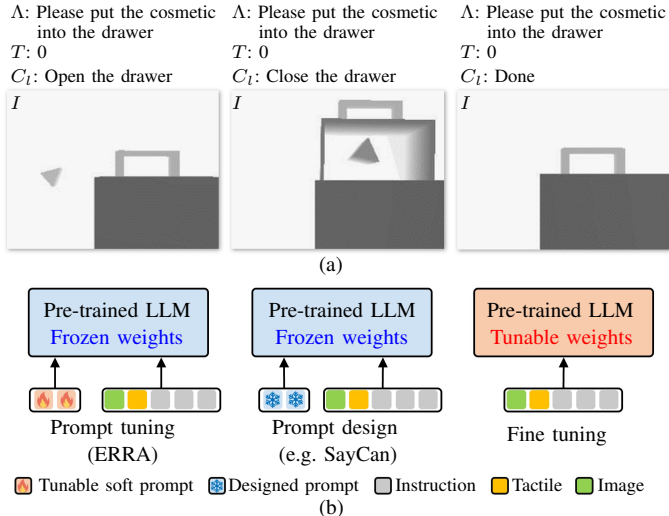 Λ: Please put the cosmetic
into the drawer
T: 0
C_l: Open the drawer
I
Λ: Please put the cosmetic
into the drawer
T: 0
C_l: Close the drawer
I
Λ: Please put the cosmetic
into the drawer
T: 0
C_l: Done
I
(a)
Pre-trained LLM
Frozen weights
Prompt tuning
(ERRA)
Pre-trained LLM
Frozen weights
Prompt design
(e.g. SayCan)
Pre-trained LLM
Tunable weights
Fine tuning
Tunable soft prompt Designed prompt Instruction Tactile Image
(b)